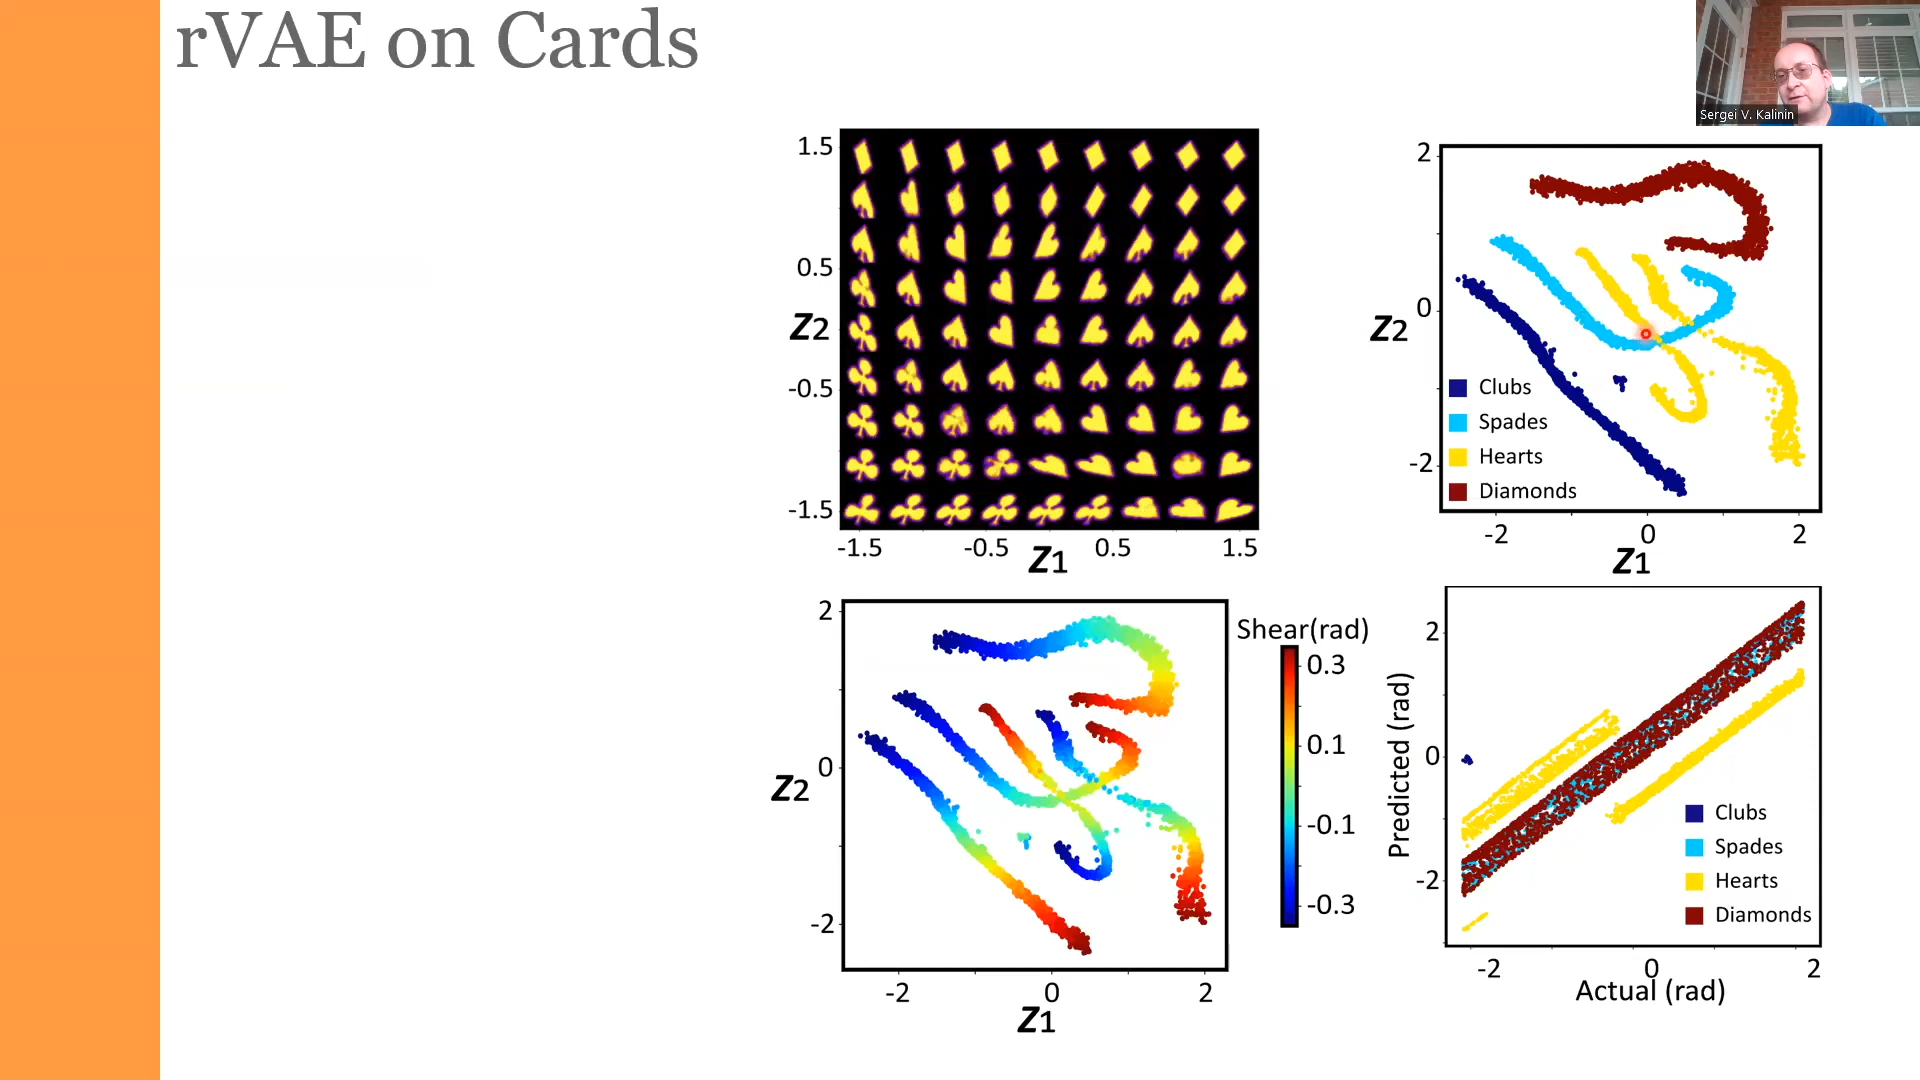 rVAE on Cards
Sergei V. Kalinin
1.5
0.5
Z2
-0.5
-1.5
-1.5
-0.5
0.5
1.5
Z1
2
0
Z2
-2
Clubs
Spades
Hearts
Diamonds
-2
0
2
Z1
2
0
Z2
-2
-2
0
2
Z1
Shear(rad)
0.3
0.1
-0.1
-0.3
Predicted (rad)
2
0
-2
Clubs
Spades
Hearts
Diamonds
-2
0
2
Actual (rad)